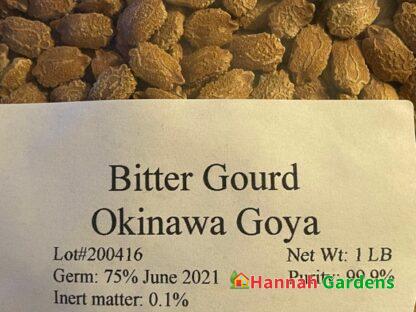 Bitter Gourd
Okinawa Goya
Lot#200416 Net Wt: 1 LB
Germ: 75% June 2021 Purity: 99.9%
Inert matter: 0.1%
Hannah Gardens